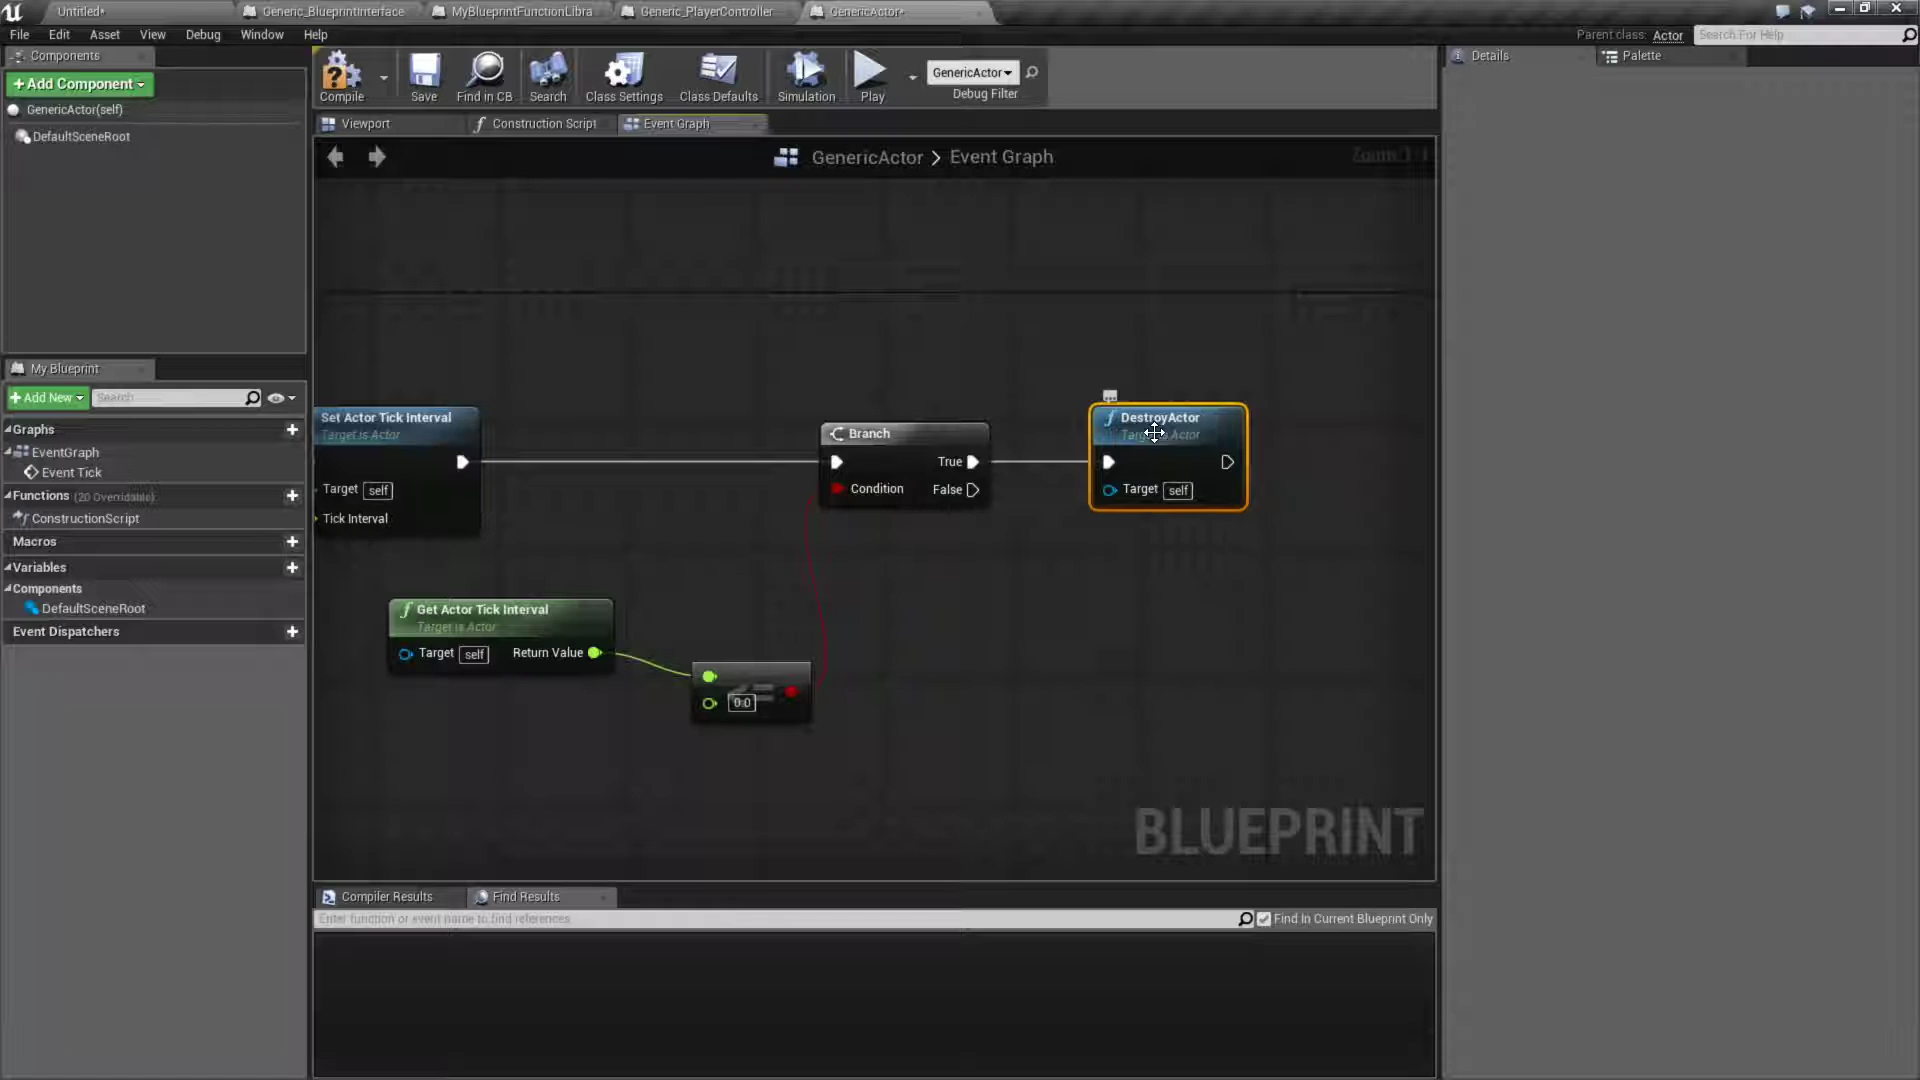 Untitled*
Generic_BlueprintInterface
MyBlueprintFunctionLibra
Generic_PlayerController
GenericActor*
File Edit Asset View Debug Window Help
Parent class: Actor
Search For Help
Components
+Add Component
GenericActor(self)
DefaultSceneRoot
Compile
Save
Find in CB
Search
Class Settings
Class Defaults
Simulation
Play
GenericActor
Debug Filter
Details
Palette
Viewport
Construction Script
Event Graph
GenericActor > Event Graph
Zoom 1:1
My Blueprint
+Add New
Search
Graphs
EventGraph
Event Tick
Functions (20 Overridable)
ConstructionScript
Macros
Variables
Components
DefaultSceneRoot
Event Dispatchers
Set Actor Tick Interval
Target is Actor
Target self
Tick Interval
Branch
True
Condition False
DestroyActor
Target is Actor
Target self
Get Actor Tick Interval
Target is Actor
Target self Return Value
0.0
BLUEPRINT
Compiler Results
Find Results
Enter function or event name to find references
Find In Current Blueprint Only